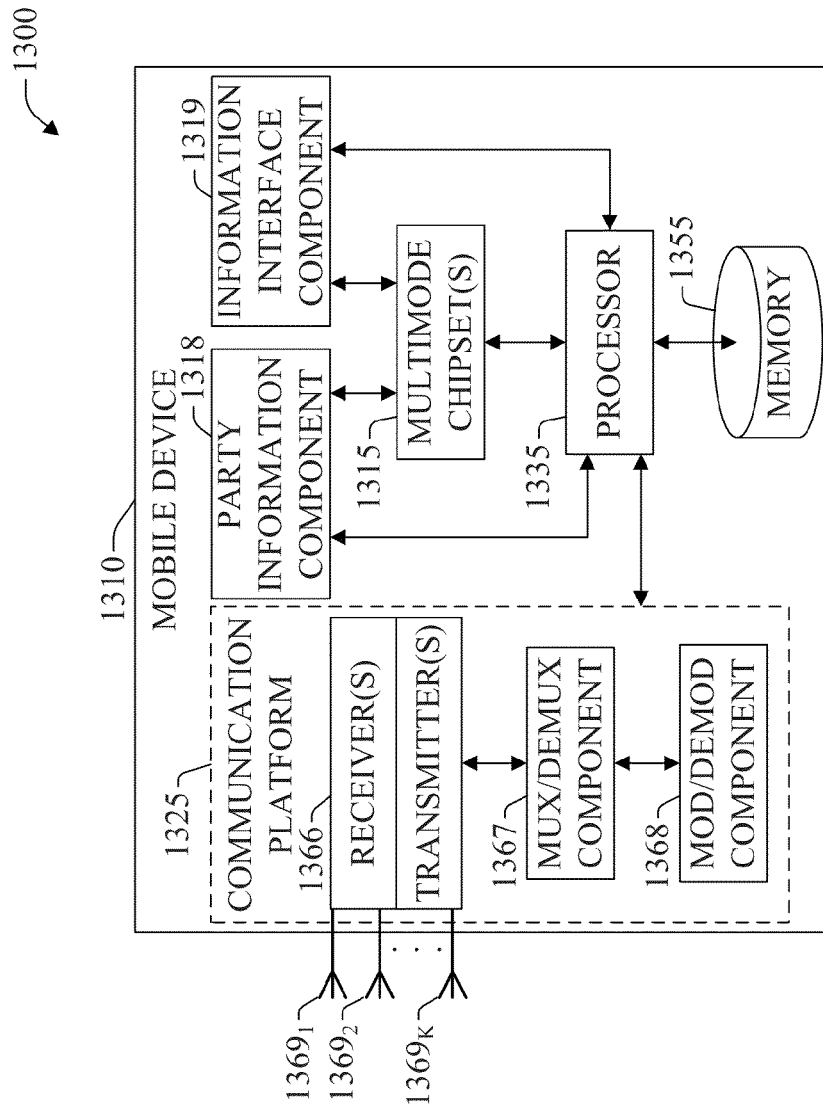 1300
1310
MOBILE DEVICE
1325
COMMUNICATION
PLATFORM
1366
RECEIVER(S)
TRANSMITTER(S)
1367
MUX/DEMUX
COMPONENT
1368
MOD/DEMOD
COMPONENT
1369₁
1369₂
. . .
1369K
1318
PARTY
INFORMATION
COMPONENT
1319
INFORMATION
INTERFACE
COMPONENT
1315
MULTIMODE
CHIPSET(S)
1335
PROCESSOR
1355
MEMORY